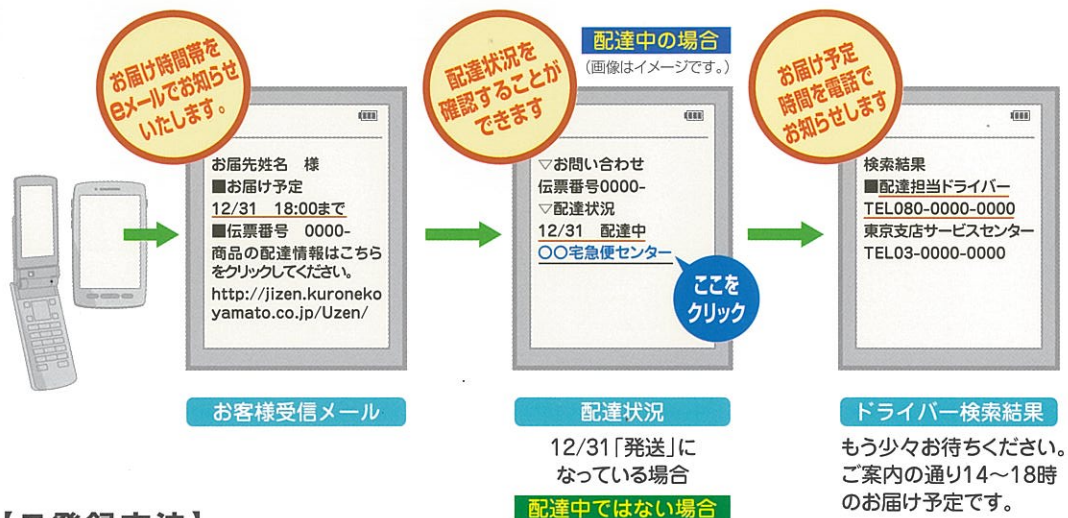 お届け時間帯を
eメールでお知らせ
いたします。
お届先姓名　様
■お届け予定
12/31　18:00まで
■伝票番号　0000-
商品の配達情報はこちら
をクリックしてください。
http://jizen.kuroneko
yamato.co.jp/Uzen/
お客様受信メール
配達中の場合
(画像はイメージです。)
配達状況を
確認することが
できます
▽お問い合わせ
伝票番号0000-
▽配達状況
12/31　配達中
〇〇宅急便センター
ここを
クリック
配達状況
12/31「発送」に
なっている場合
配達中ではない場合
お届け予定
時間を電話で
お知らせします
検索結果
■配達担当ドライバー
TEL080-0000-0000
東京支店サービスセンター
TEL03-0000-0000
ドライバー検索結果
もう少々お待ちください。
ご案内の通り14〜18時
のお届け予定です。